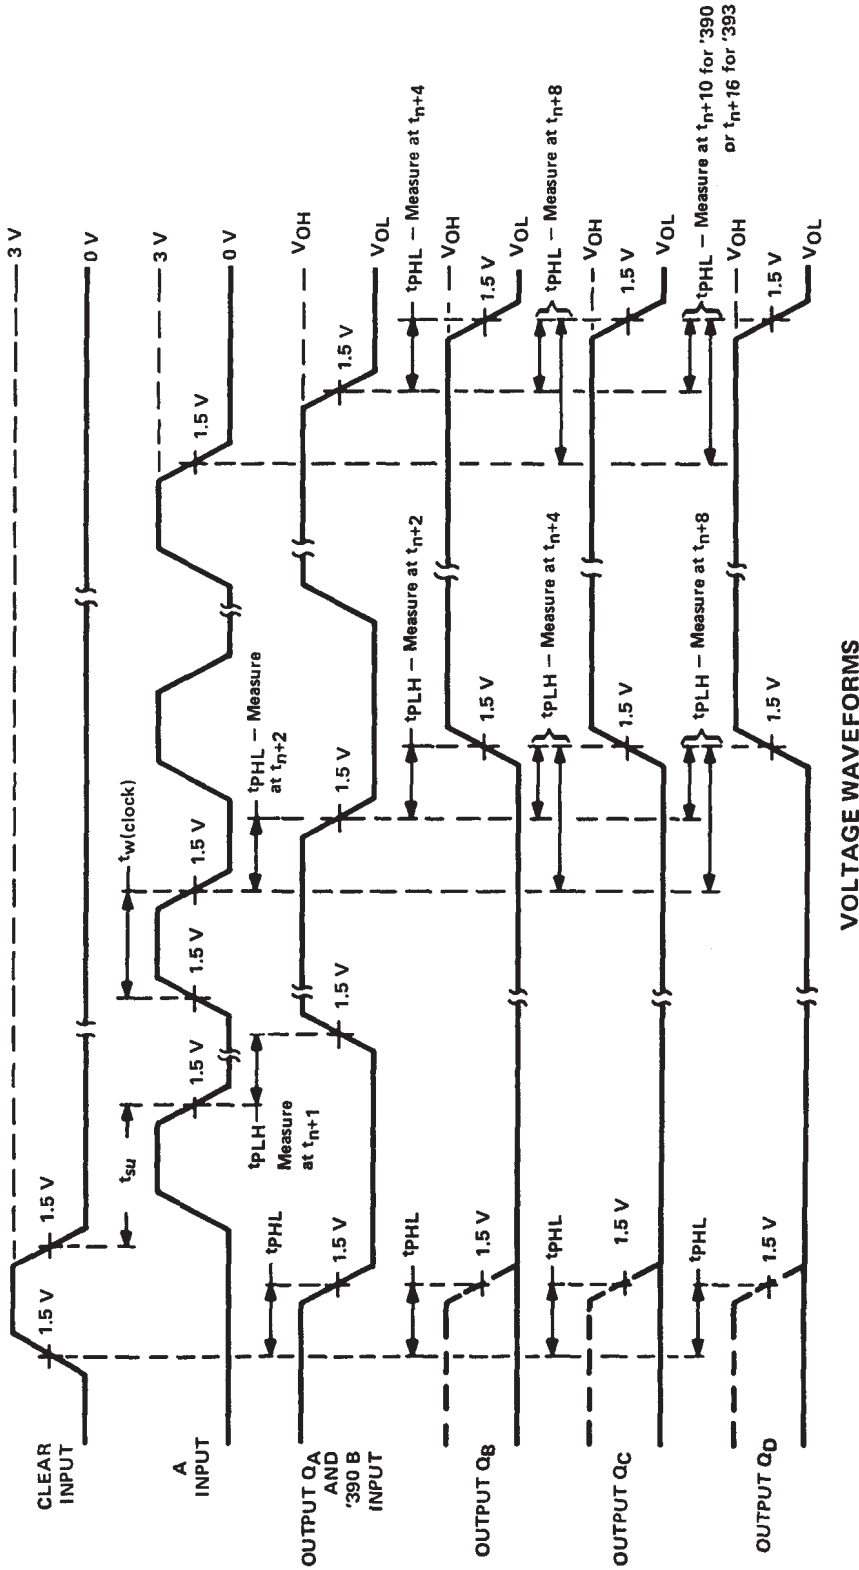 CLEAR
INPUT
1.5 V
1.5 V
3 V
0 V
tsu
tw(clock)
A
INPUT
1.5 V
1.5 V
1.5 V
1.5 V
3 V
0 V
tPHL
tPLH
Measure
at tn+1
tPHL – Measure
at tn+2
OUTPUT QA
AND
'390 B
INPUT
1.5 V
1.5 V
1.5 V
1.5 V
VOH
VOL
tPHL
tPLH – Measure at tn+2
tPHL – Measure at tn+4
OUTPUT QB
1.5 V
1.5 V
1.5 V
VOH
VOL
tPHL
tPLH – Measure at tn+4
tPHL – Measure at tn+8
OUTPUT QC
1.5 V
1.5 V
1.5 V
VOH
VOL
tPHL
tPLH – Measure at tn+8
tPHL – Measure at tn+10 for '390
or tn+16 for '393
OUTPUT QD
1.5 V
1.5 V
1.5 V
VOH
VOL
VOLTAGE WAVEFORMS